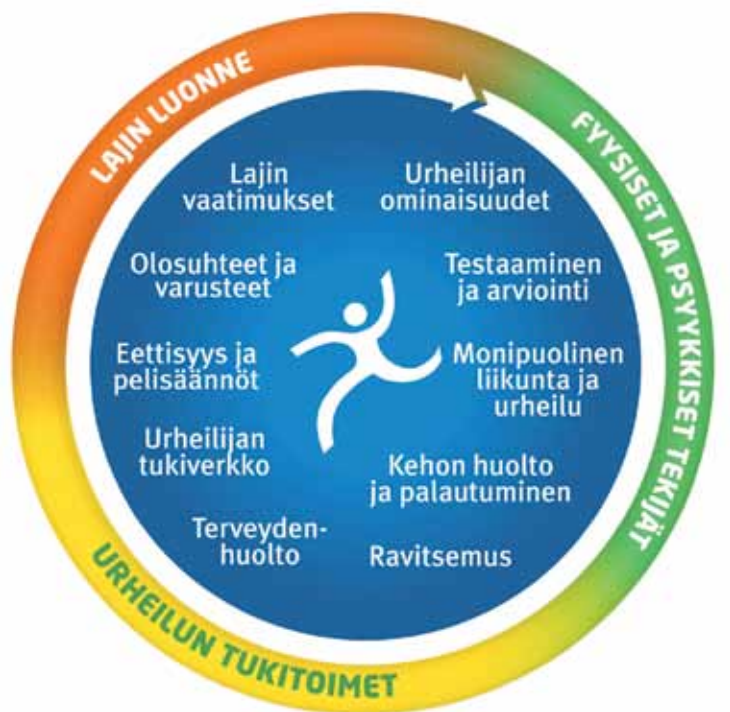 LAJIN LUONNE
FYYSISET JA PSYYKKISET TEKIJÄT
URHEILUN TUKITOIMET
Lajin
vaatimukset
Urheilijan
ominaisuudet
Olosuhteet ja
varusteet
Testaaminen
ja arviointi
Eettisyys ja
pelisäännöt
Monipuolinen
liikunta ja
urheilu
Urheilijan
tukiverkko
Kehon huolto
ja palautuminen
Terveyden-
huolto
Ravitsemus